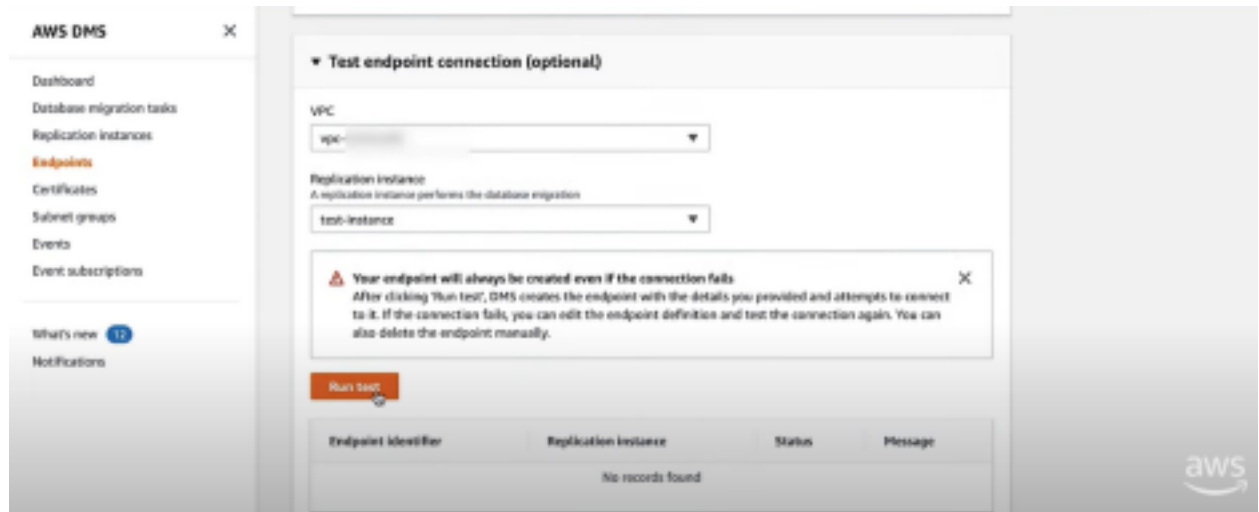 AWS DMS
Dashboard
Database migration tasks
Replication instances
Endpoints
Certificates
Subnet groups
Events
Event subscriptions
What's new 12
Notifications
Test endpoint connection (optional)
VPC
vpc-
Replication instance
A replication instance performs the database migration
test-instance
Your endpoint will always be created even if the connection fails
After clicking 'Run test', DMS creates the endpoint with the details you provided and attempts to connect
to it. If the connection fails, you can edit the endpoint definition and test the connection again. You can
also delete the endpoint manually.
Run test
Endpoint identifier Replication instance Status Message
No records found
aws